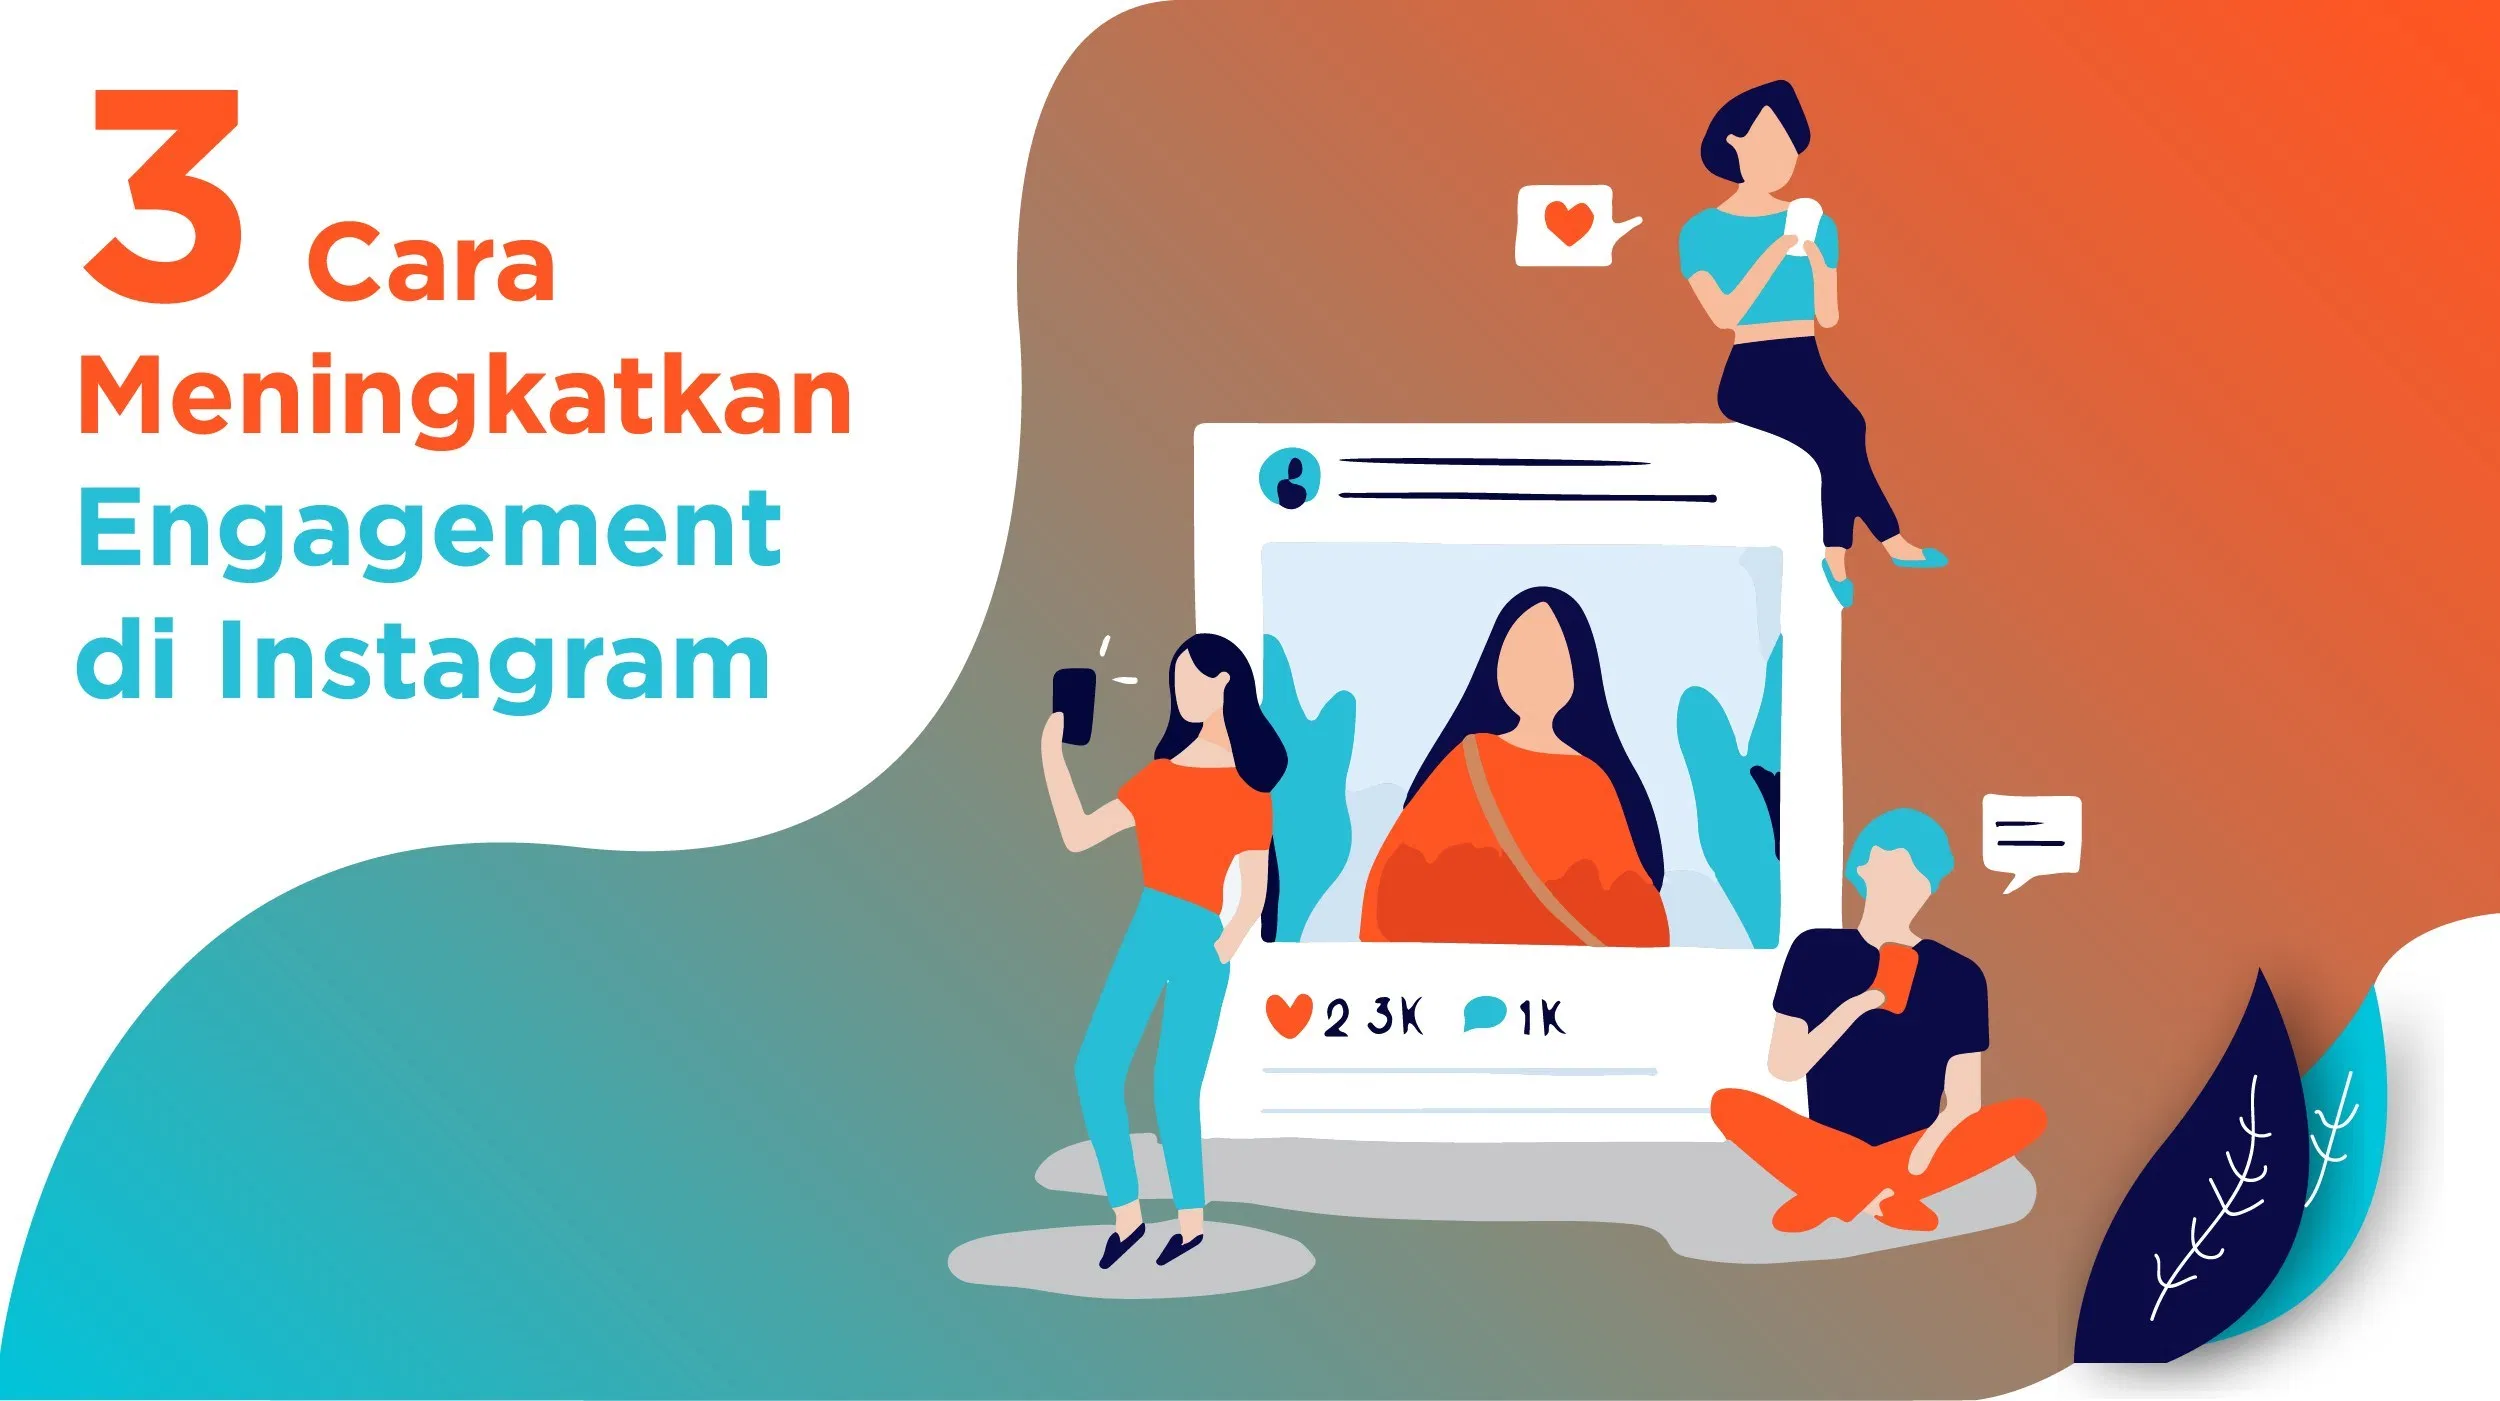 3 Cara
Meningkatkan
Engagement
di Instagram
2 3K 1K